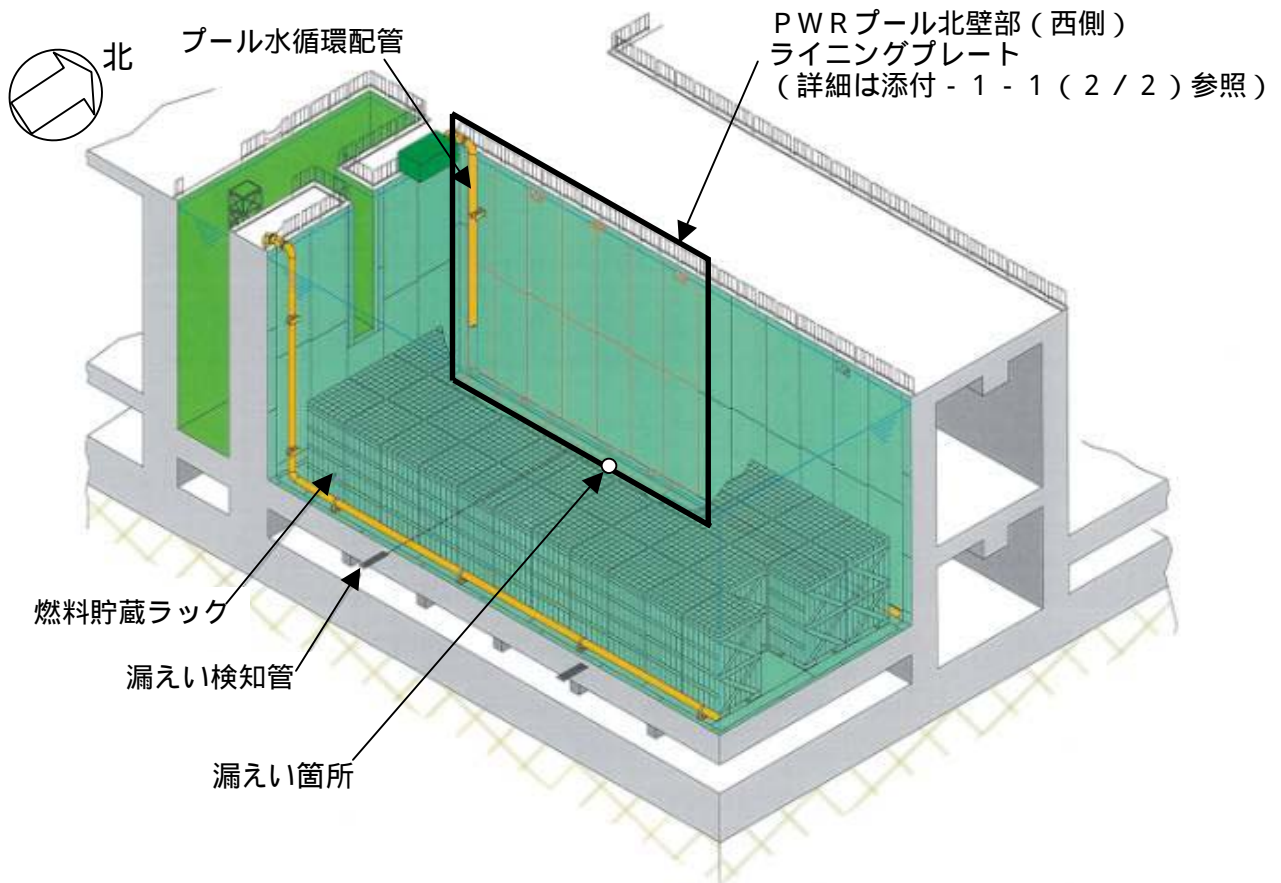 北
プール水循環配管
PWRプール北壁部(西側)
ライニングプレート
(詳細は添付-1-1(2/2)参照)
燃料貯蔵ラック
漏えい検知管
漏えい箇所